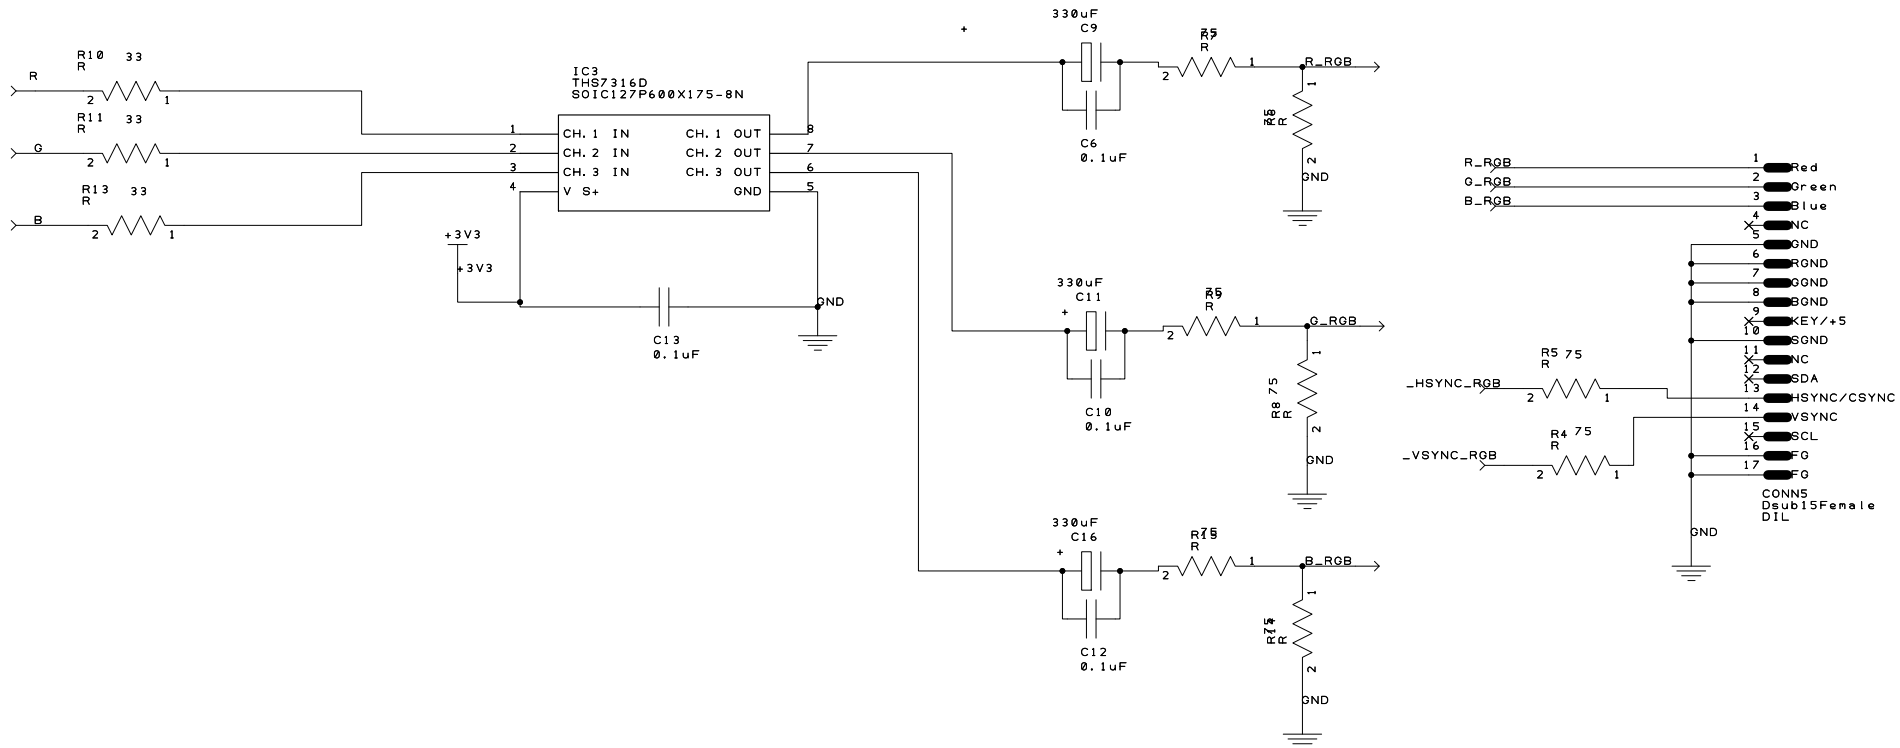 R10 33
R
R
2 1
R11 33
R
G
2 1
R13 33
R
B
2 1
IC3
THS7316D
SOIC127P600X175-8N
1 CH.1 IN CH.1 OUT 8
2 CH.2 IN CH.2 OUT 7
3 CH.3 IN CH.3 OUT 6
4 V S+ GND 5
+3V3
+3V3
GND
C13
0.1uF
330uF
C9
+
C6
0.1uF
75
R7
R
2 1
R_RGB
1
R6
R
2
GND
330uF
C11
+
C10
0.1uF
75
R9
R
2 1
G_RGB
1
R8 75
R
2
GND
330uF
C16
+
C12
0.1uF
75
R15
R
2 1
B_RGB
1
75
R14
R
2
GND
R_RGB 1 Red
G_RGB 2 Green
B_RGB 3 Blue
4 NC
5 GND
6 RGND
7 GGND
8 BGND
9 KEY/+5
10 SGND
11 NC
12 SDA
13 HSYNC/CSYNC
14 VSYNC
15 SCL
16 FG
17 FG
CONN5
Dsub15Female
DIL
GND
R5 75
R
_HSYNC_RGB
2 1
R4 75
R
_VSYNC_RGB
2 1